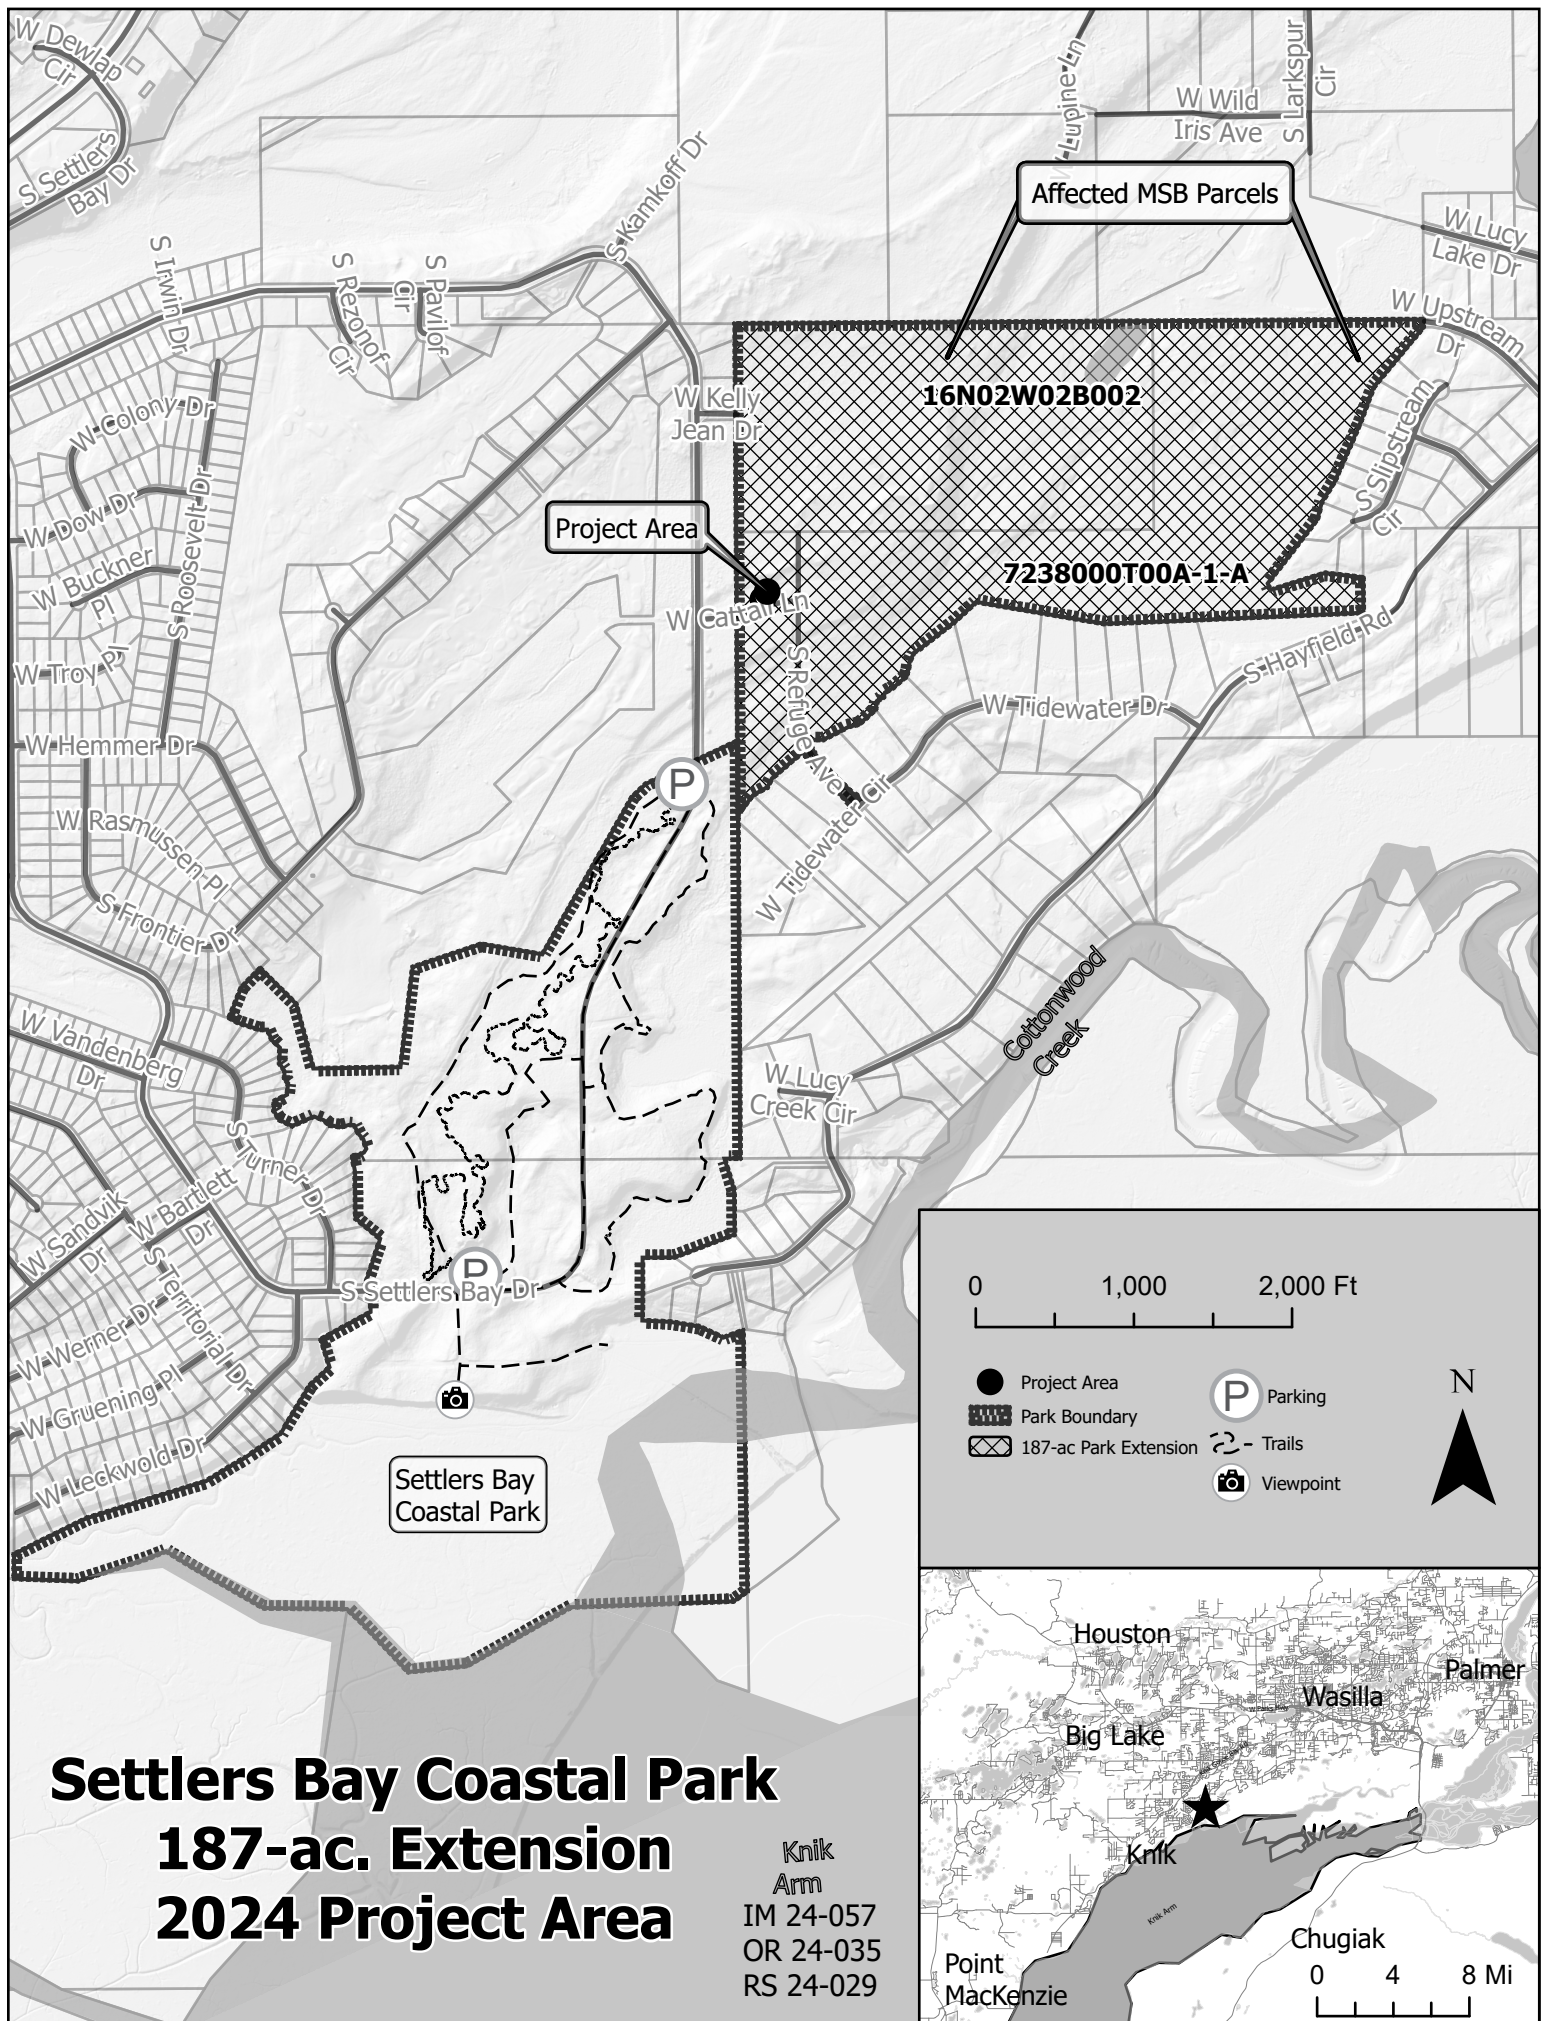 W Dewlap
Cir
S Settlers
Bay Dr
W Lupine Ln
W Wild
Iris Ave
S Larkspur
Cir
Affected MSB Parcels
W Lucy
Lake Dr
S Kamkoff Dr
S Irwin Dr
S Rezonof
Cir
S Pavilof
Cir
W Upstream
Dr
W Kelly
Jean Dr
16N02W02B002
S Slipstream
Cir
W Colony Dr
W Dow Dr
S Roosevelt Dr
Project Area
7238000T00A-1-A
W Buckner
Pl
W Cattail Ln
S Refuge Ave
W Troy Pl
S Hayfield Rd
W Tidewater Dr
W Hemmer Dr
P
W Tidewater Cir
W Rasmussen Pl
S Frontier Dr
Cottonwood
Creek
W Vandenberg
Dr
W Lucy
Creek Cir
S Turner Dr
W Bartlett
Dr
W Sandvik
Dr
S Territorial Dr
P
S Settlers Bay Dr
W Werner Dr
W Gruening Pl
W Leckwold Dr
Settlers Bay
Coastal Park
0 1,000 2,000 Ft
Project Area
Park Boundary
187-ac Park Extension
P Parking
Trails
Viewpoint
N
Houston
Palmer
Wasilla
Big Lake
Knik
Knik Arm
Chugiak
Point
MacKenzie
0 4 8 Mi
Settlers Bay Coastal Park
187-ac. Extension
2024 Project Area
Knik
Arm
IM 24-057
OR 24-035
RS 24-029